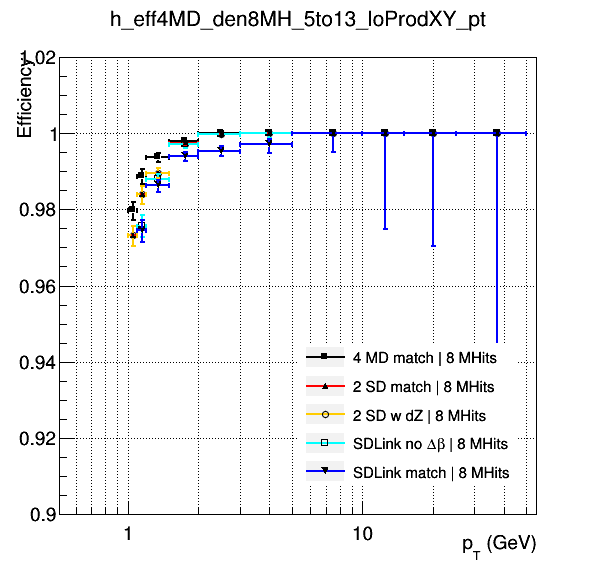 h_eff4MD_den8MH_5to13_loProdXY_pt
Efficiency
1.02
1
0.98
0.96
0.94
0.92
0.9
4 MD match | 8 MHits
2 SD match | 8 MHits
2 SD w dZ | 8 MHits
SDLink no Δβ | 8 MHits
SDLink match | 8 MHits
1
10
p_T (GeV)